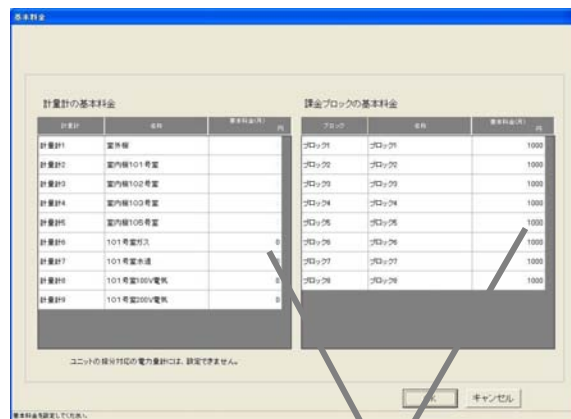 基本料金
計量計の基本料金
計量計 名称 基本料金(月) 円
計量計1 室外機
計量計2 室内機101号室
計量計3 室内機102号室
計量計4 室内機103号室
計量計5 室内機105号室
計量計6 101号室ガス 0
計量計7 101号室水道
計量計8 101号室100V電気 0
計量計9 101号室200V電気 0
課金ブロックの基本料金
ブロック 名称 基本料金(月) 円
ブロック1 ブロック1 1000
ブロック2 ブロック2 1000
ブロック3 ブロック3 1000
ブロック4 ブロック4 1000
ブロック5 ブロック5 1000
ブロック6 ブロック6 1000
ブロック7 ブロック7 1000
ブロック8 ブロック8 1000
ユニットの按分対応の電力量計には、設定できません。
OK キャンセル
基本料金を設定してください。